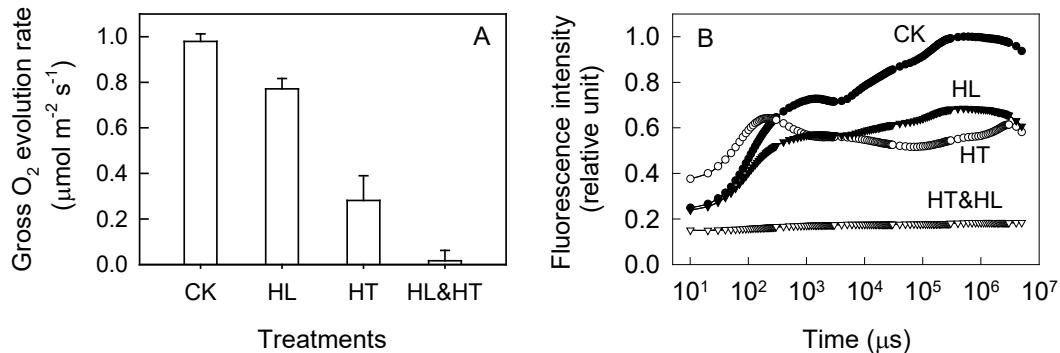 A
Gross O2 evolution rate
(μmol m-2 s-1)
1.0
0.8
0.6
0.4
0.2
0.0
CK HL HT HL&HT
Treatments
B
Fluorescence intensity
(relative unit)
1.0
0.8
0.6
0.4
0.2
0.0
CK
HL
HT
HT&HL
10^1 10^2 10^3 10^4 10^5 10^6 10^7
Time (μs)